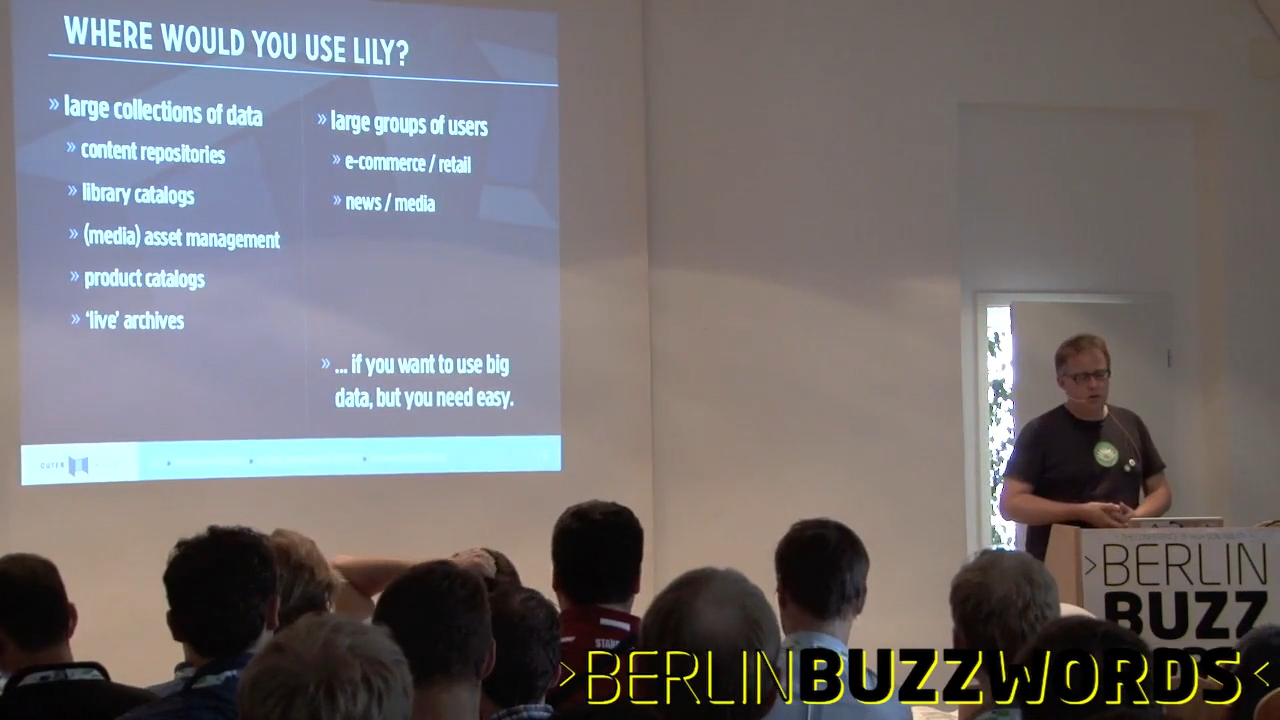 WHERE WOULD YOU USE LILY?
» large collections of data
» content repositories
» library catalogs
» (media) asset management
» product catalogs
» ‘live’ archives
» large groups of users
» e-commerce / retail
» news / media
» ... if you want to use big
data, but you need easy.
OUTER
>BERLIN
BUZZ
>BERLINBUZZWORDS<